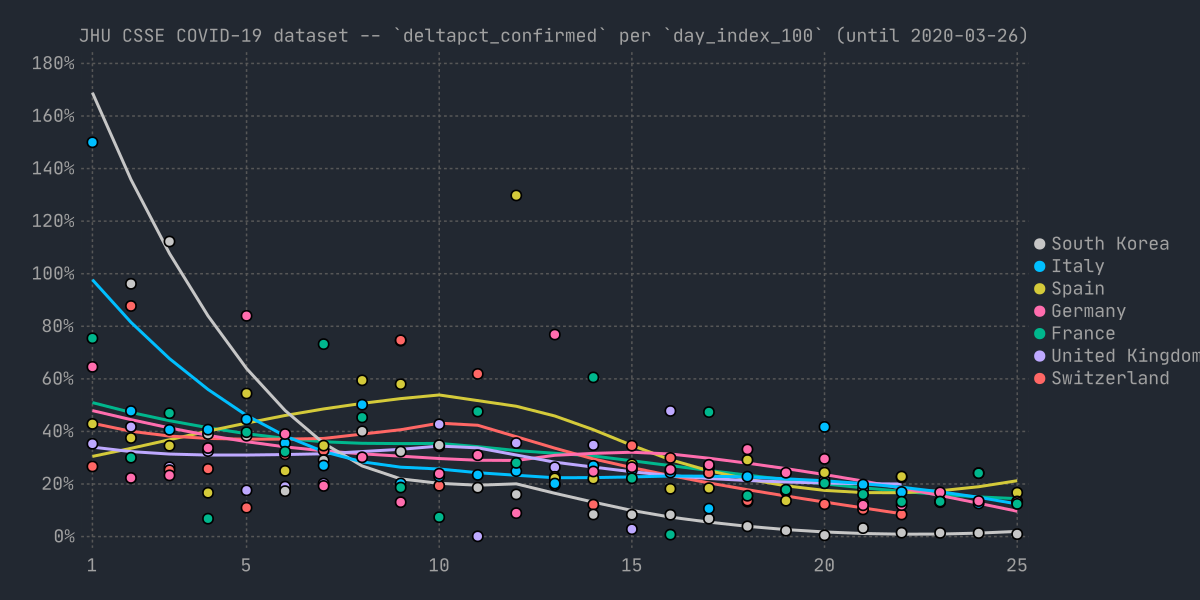 JHU CSSE COVID-19 dataset -- `deltapct_confirmed` per `day_index_100` (until 2020-03-26)
180%
160%
140%
120%
100%
80%
60%
40%
20%
0%
1 5 10 15 20 25
South Korea
Italy
Spain
Germany
France
United Kingdom
Switzerland